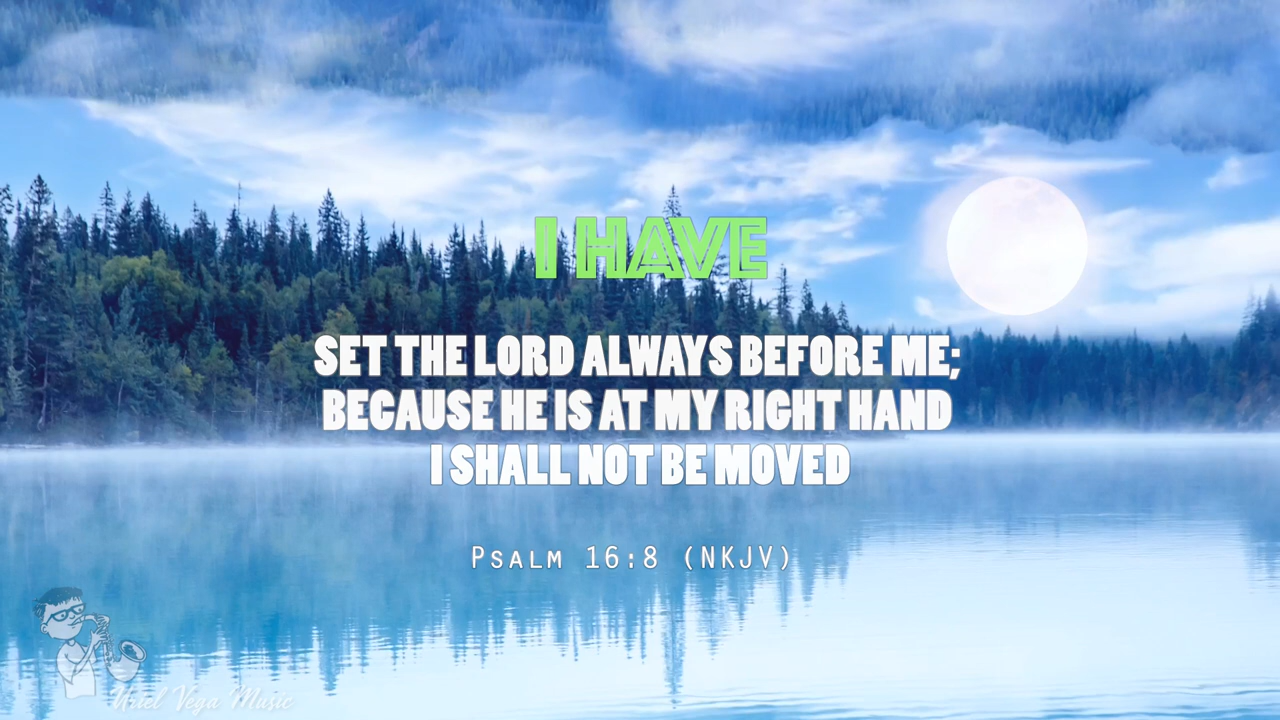 I HAVE
SET THE LORD ALWAYS BEFORE ME;
BECAUSE HE IS AT MY RIGHT HAND
I SHALL NOT BE MOVED
PSALM 16:8 (NKJV)
Uriel Vega Music